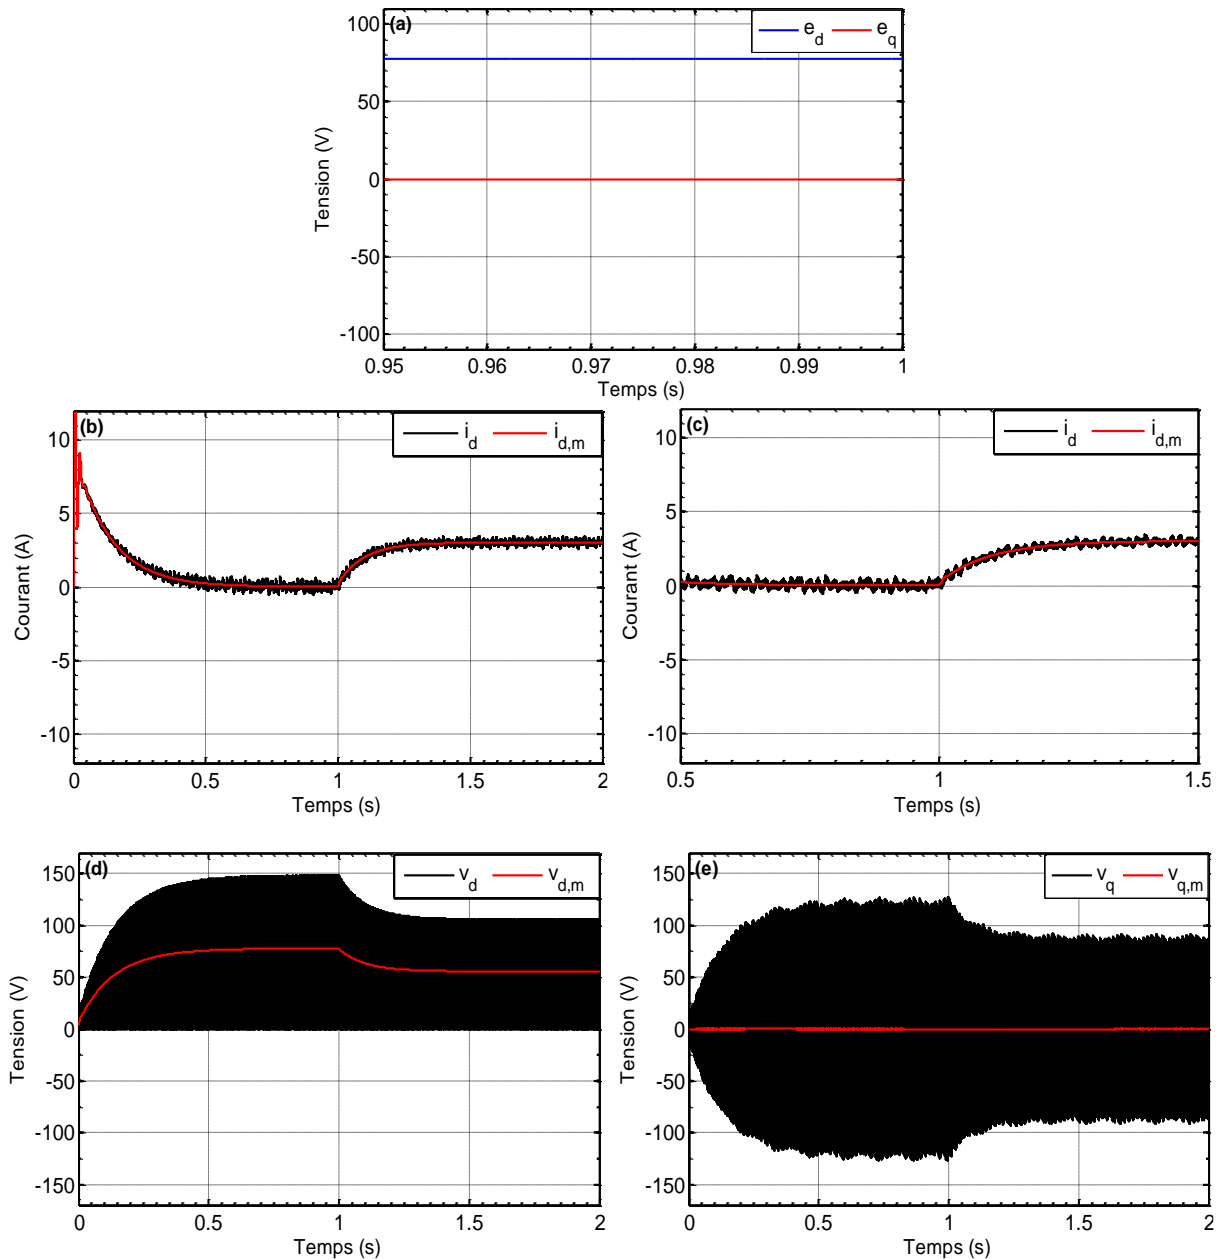 (a)
e_d e_q
100
50
0
-50
-100
Tension (V)
0.95 0.96 0.97 0.98 0.99 1
Temps (s)
(b)
i_d i_d,m
10
5
0
-5
-10
Courant (A)
0 0.5 1 1.5 2
Temps (s)
(c)
i_d i_d,m
10
5
0
-5
-10
Courant (A)
0.5 1 1.5
Temps (s)
(d)
v_d v_d,m
150
100
50
0
-50
-100
-150
Tension (V)
0 0.5 1 1.5 2
Temps (s)
(e)
v_q v_q,m
150
100
50
0
-50
-100
-150
Tension (V)
0 0.5 1 1.5 2
Temps (s)